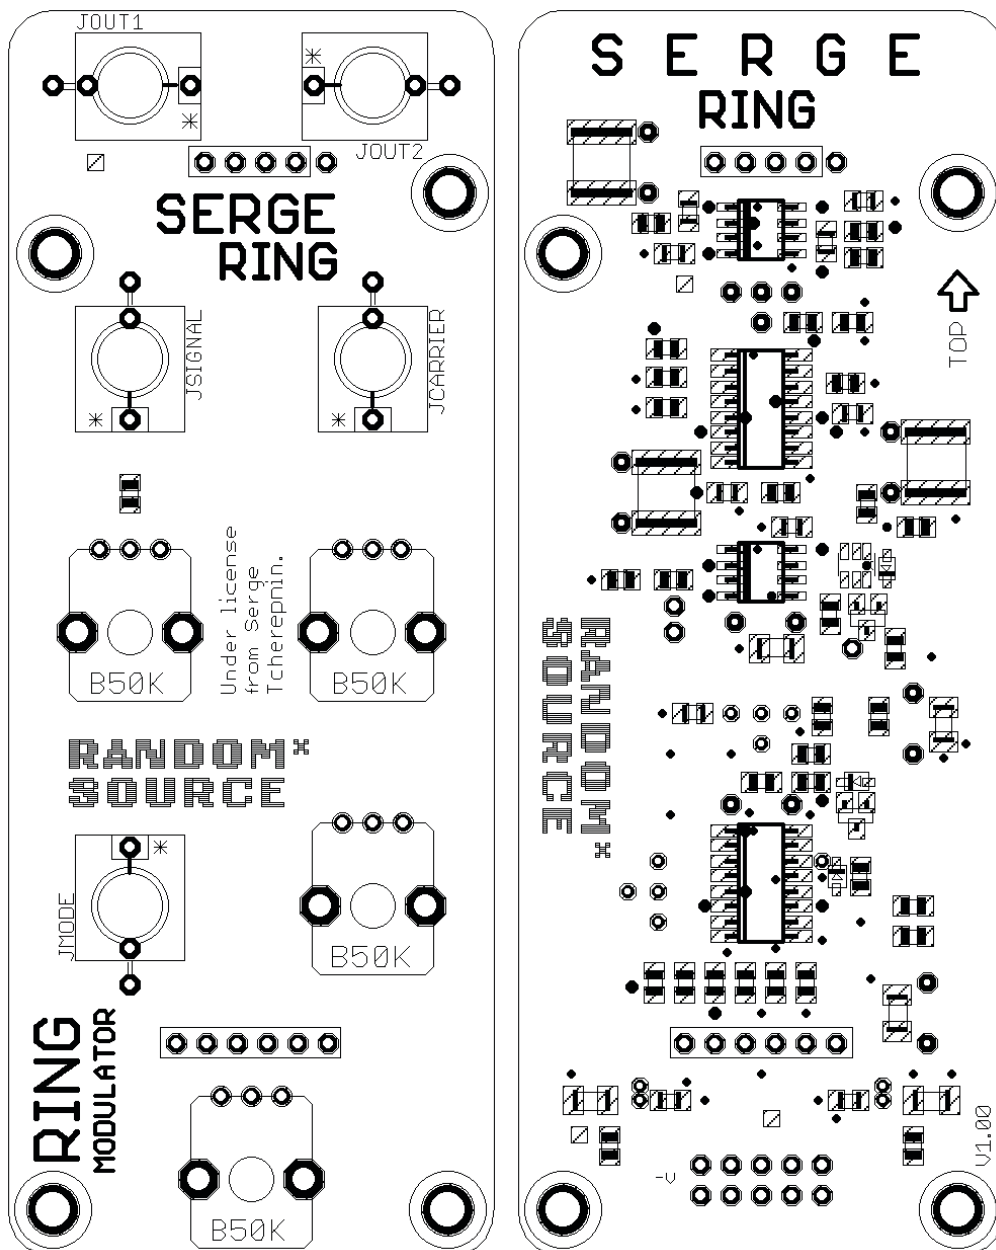 JOUT1
JOUT2
SERGE
RING
JSIGNAL
JCARRIER
Under license
from Serge
Tcherepnin.
B50K
B50K
RANDOM*
SOURCE
JMODE
B50K
RING
MODULATOR
B50K
SERGE
RING
TOP
RANDOM*
SOURCE
-V
V1.00